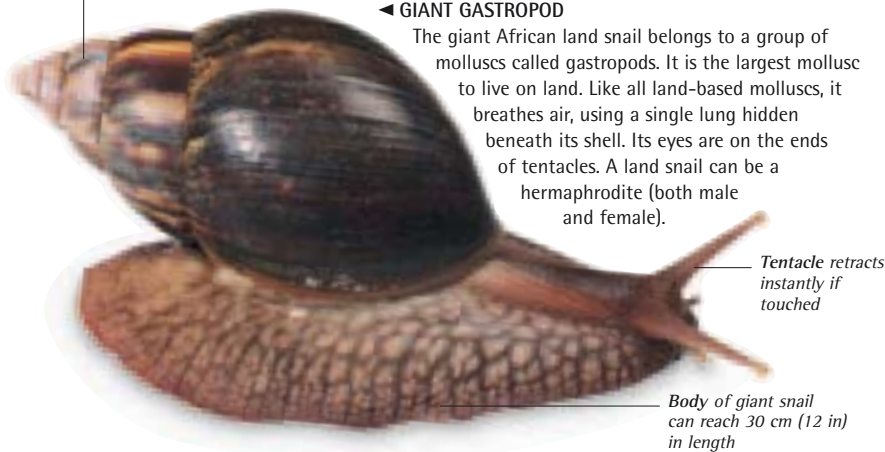 ◄ GIANT GASTROPOD
The giant African land snail belongs to a group of
molluscs called gastropods. It is the largest mollusc
to live on land. Like all land-based molluscs, it
breathes air, using a single lung hidden
beneath its shell. Its eyes are on the ends
of tentacles. A land snail can be a
hermaphrodite (both male
and female).
Tentacle retracts
instantly if
touched
Body of giant snail
can reach 30 cm (12 in)
in length